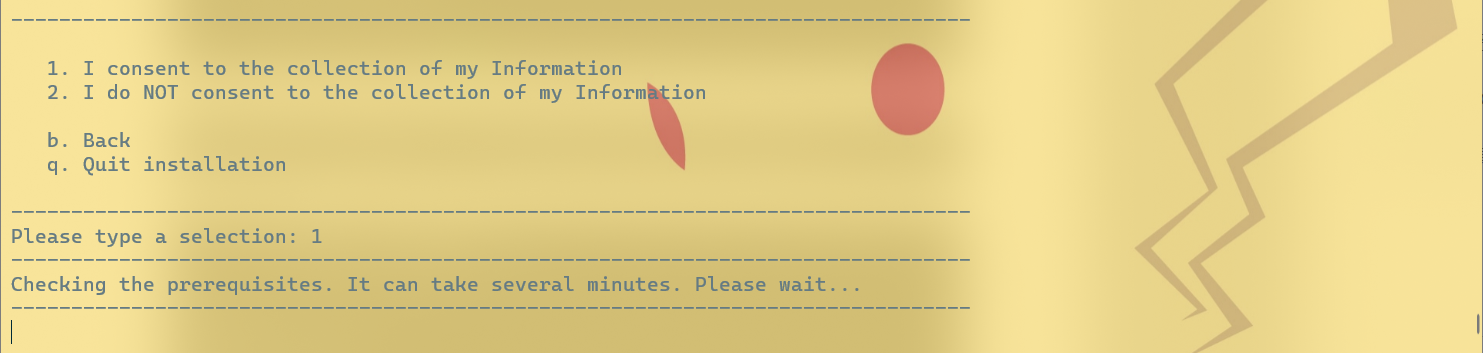 --------------------------------------------------------------------------------
1. I consent to the collection of my Information
2. I do NOT consent to the collection of my Information
b. Back
q. Quit installation
--------------------------------------------------------------------------------
Please type a selection: 1
--------------------------------------------------------------------------------
Checking the prerequisites. It can take several minutes. Please wait...
--------------------------------------------------------------------------------